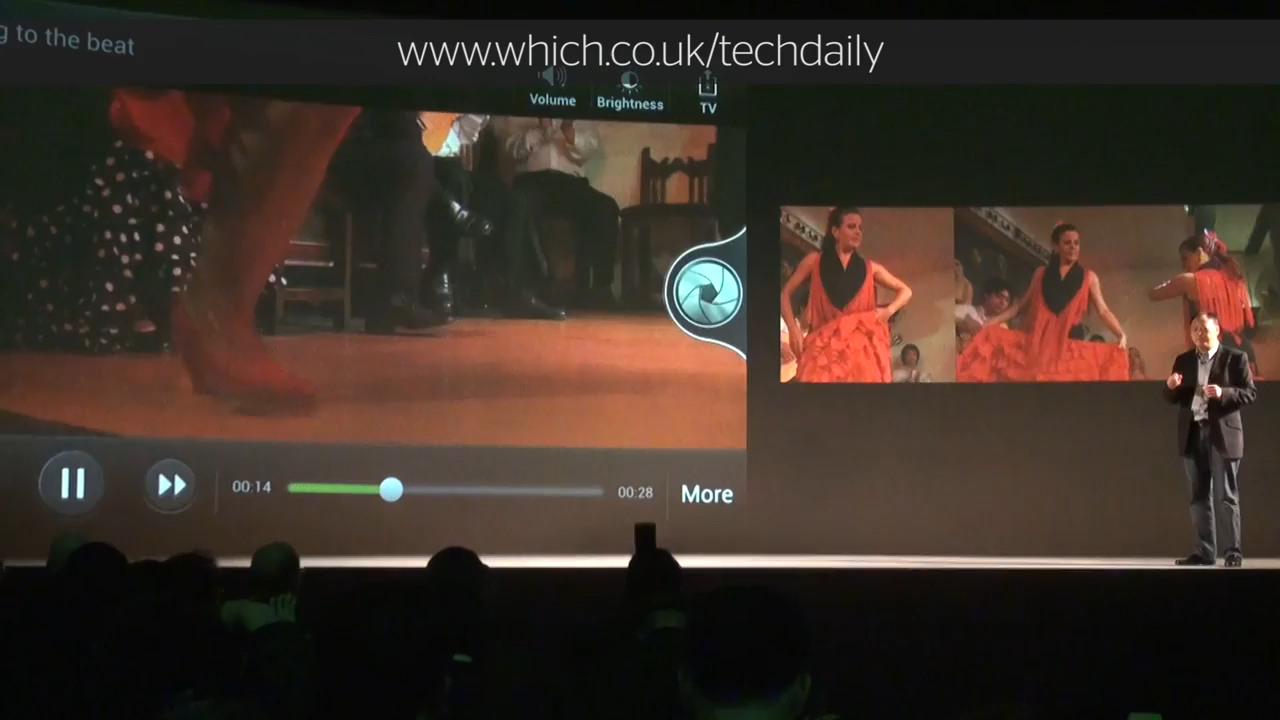 www.which.co.uk/techdaily
g to the beat
Volume
Brightness
TV
00:14
00:28
More